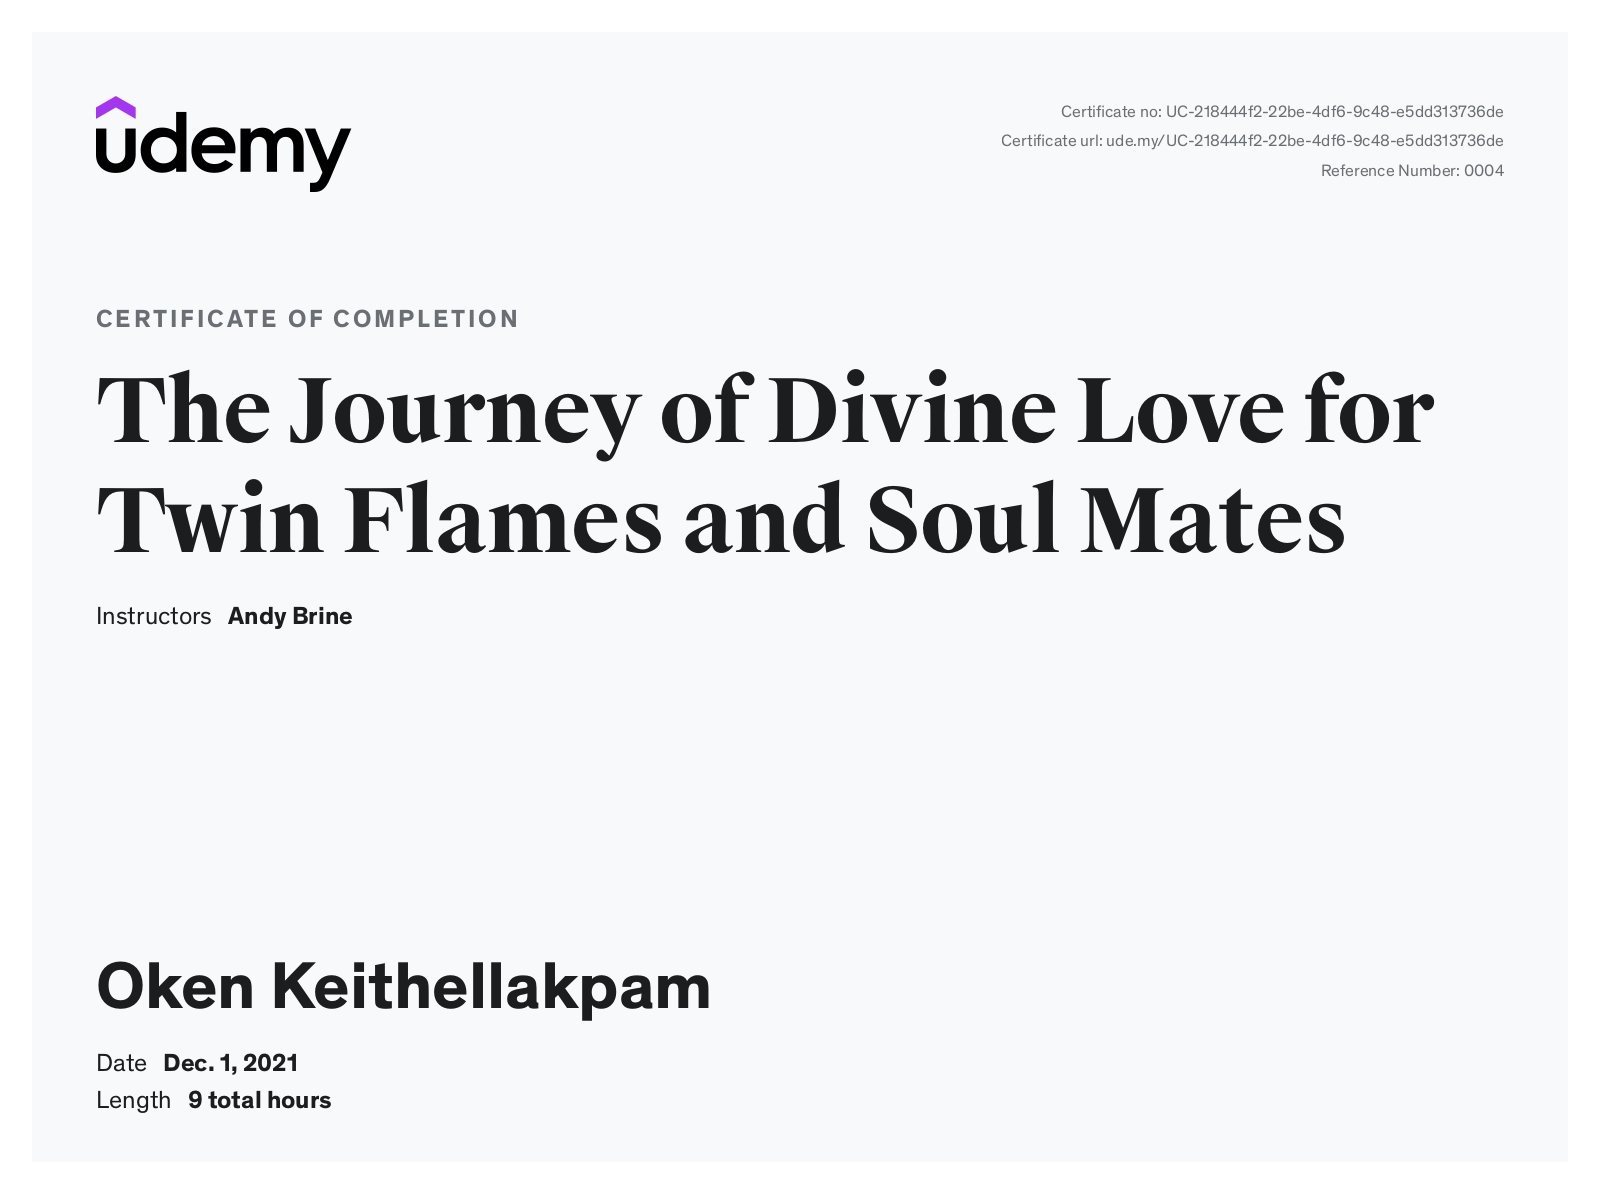 udemy
Certificate no: UC-218444f2-22be-4df6-9c48-e5dd313736de
Certificate url: ude.my/UC-218444f2-22be-4df6-9c48-e5dd313736de
Reference Number: 0004
CERTIFICATE OF COMPLETION
The Journey of Divine Love for
Twin Flames and Soul Mates
Instructors Andy Brine
Oken Keithellakpam
Date Dec. 1, 2021
Length 9 total hours